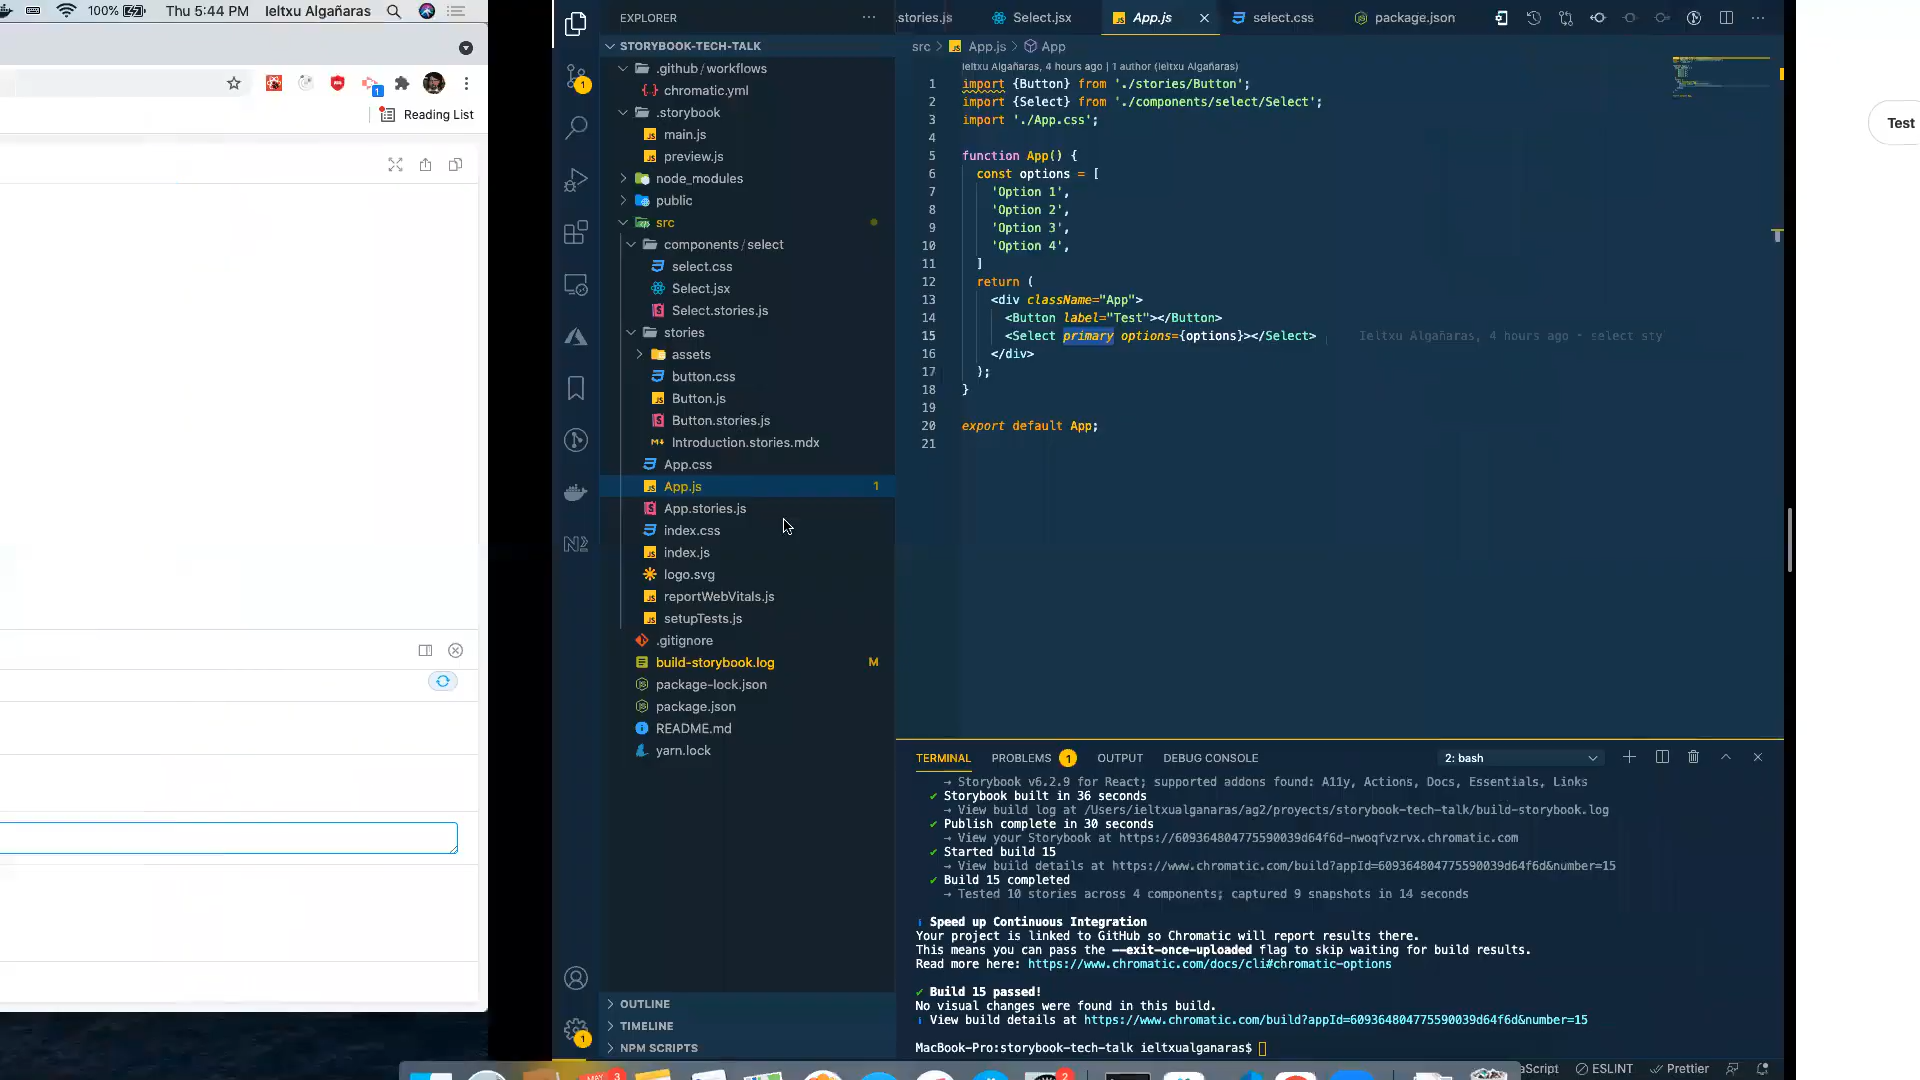 100%
Thu 5:44 PM
Ieltxu Algañaras
1
Reading List
EXPLORER
STORYBOOK-TECH-TALK
.github/workflows
chromatic.yml
.storybook
main.js
preview.js
node_modules
public
src
components/select
select.css
Select.jsx
Select.stories.js
stories
assets
button.css
Button.js
Button.stories.js
Introduction.stories.mdx
App.css
App.js 1
App.stories.js
index.css
index.js
logo.svg
reportWebVitals.js
setupTests.js
.gitignore
build-storybook.log M
package-lock.json
package.json
README.md
yarn.lock
OUTLINE
TIMELINE
NPM SCRIPTS
1
1
.stories.js Select.jsx App.js select.css package.json
src > App.js > App
Ieltxu Algañaras, 4 hours ago | 1 author (Ieltxu Algañaras)
1 import {Button} from './stories/Button';
2 import {Select} from './components/select/Select';
3 import './App.css';
4
5 function App() {
6 const options = [
7 'Option 1',
8 'Option 2',
9 'Option 3',
10 'Option 4',
11 ]
12 return (
13 <div className="App">
14 <Button label="Test"></Button>
15 <Select primary options={options}></Select> Ieltxu Algañaras, 4 hours ago - select sty
16 </div>
17 );
18 }
19
20 export default App;
21
TERMINAL PROBLEMS 1 OUTPUT DEBUG CONSOLE 2: bash
→ Storybook v6.2.9 for React; supported addons found: A11y, Actions, Docs, Essentials, Links
✔ Storybook built in 36 seconds
→ View build log at /Users/ieltxualganaras/ag2/projects/storybook-tech-talk/build-storybook.log
✔ Publish complete in 30 seconds
→ View your Storybook at https://609364804775590039d64f6d-nwoqfvzrvx.chromatic.com
✔ Started build 15
→ View build details at https://www.chromatic.com/build?appId=609364804775590039d64f6d&number=15
✔ Build 15 completed
→ Tested 10 stories across 4 components; captured 9 snapshots in 14 seconds
ℹ Speed up Continuous Integration
Your project is linked to GitHub so Chromatic will report results there.
This means you can pass the --exit-once-uploaded flag to skip waiting for build results.
Read more here: https://www.chromatic.com/docs/cli#chromatic-options
✔ Build 15 passed!
No visual changes were found in this build.
ℹ View build details at https://www.chromatic.com/build?appId=609364804775590039d64f6d&number=15
MacBook-Pro:storybook-tech-talk ieltxualganaras$
aScript ESLINT Prettier
Test
MAY
3
2